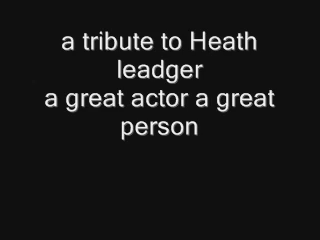 a tribute to Heath
leadger
a great actor a great
person